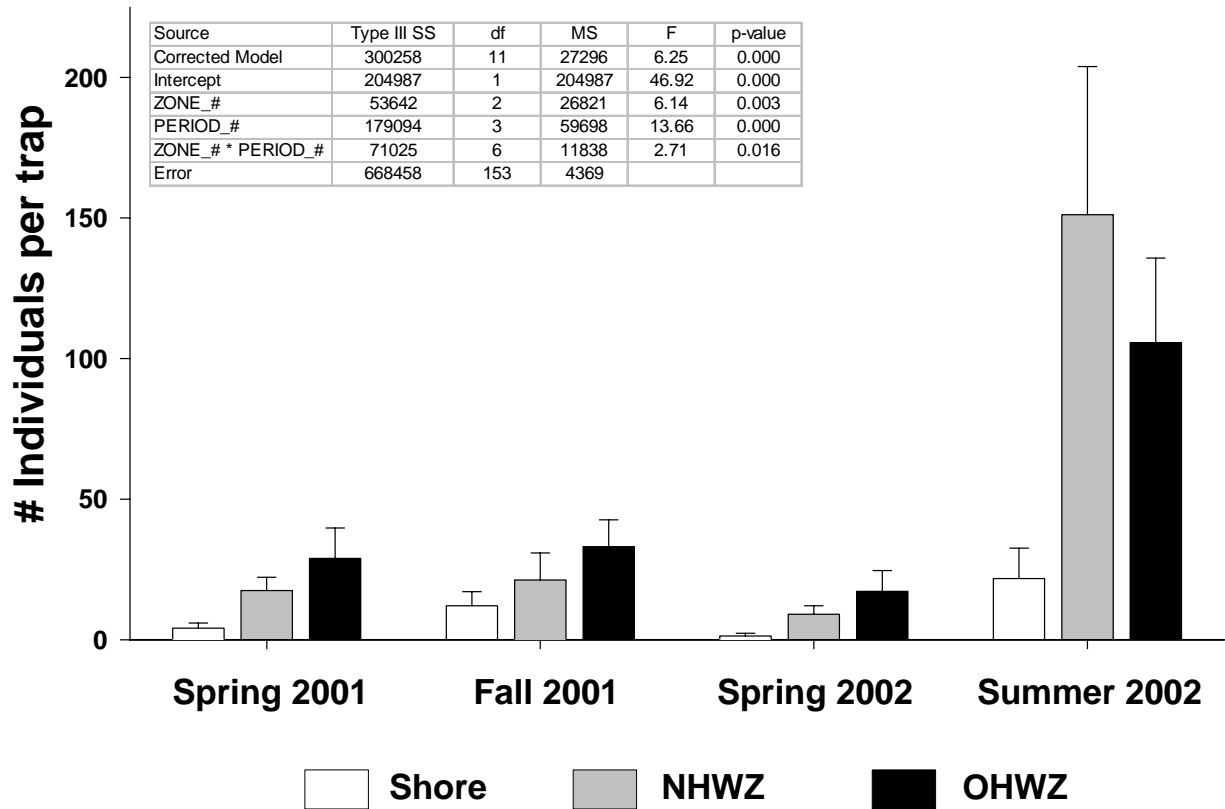 Source Type III SS df MS F p-value
Corrected Model 300258 11 27296 6.25 0.000
Intercept 204987 1 204987 46.92 0.000
ZONE_# 53642 2 26821 6.14 0.003
PERIOD_# 179094 3 59698 13.66 0.000
ZONE_# * PERIOD_# 71025 6 11838 2.71 0.016
Error 668458 153 4369
# Individuals per trap
200
150
100
50
0
Spring 2001 Fall 2001 Spring 2002 Summer 2002
Shore NHWZ OHWZ